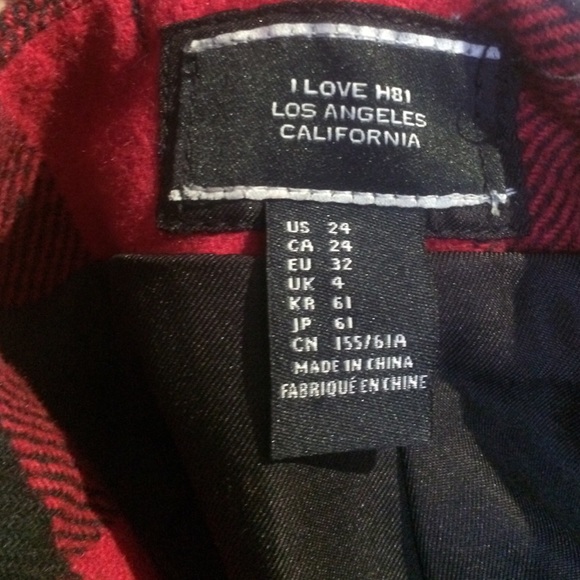 I LOVE H81
LOS ANGELES
CALIFORNIA
US 24
CA 24
EU 32
UK 4
KR 61
JP 61
CN 155/61A
MADE IN CHINA
FABRIQUÉ EN CHINE